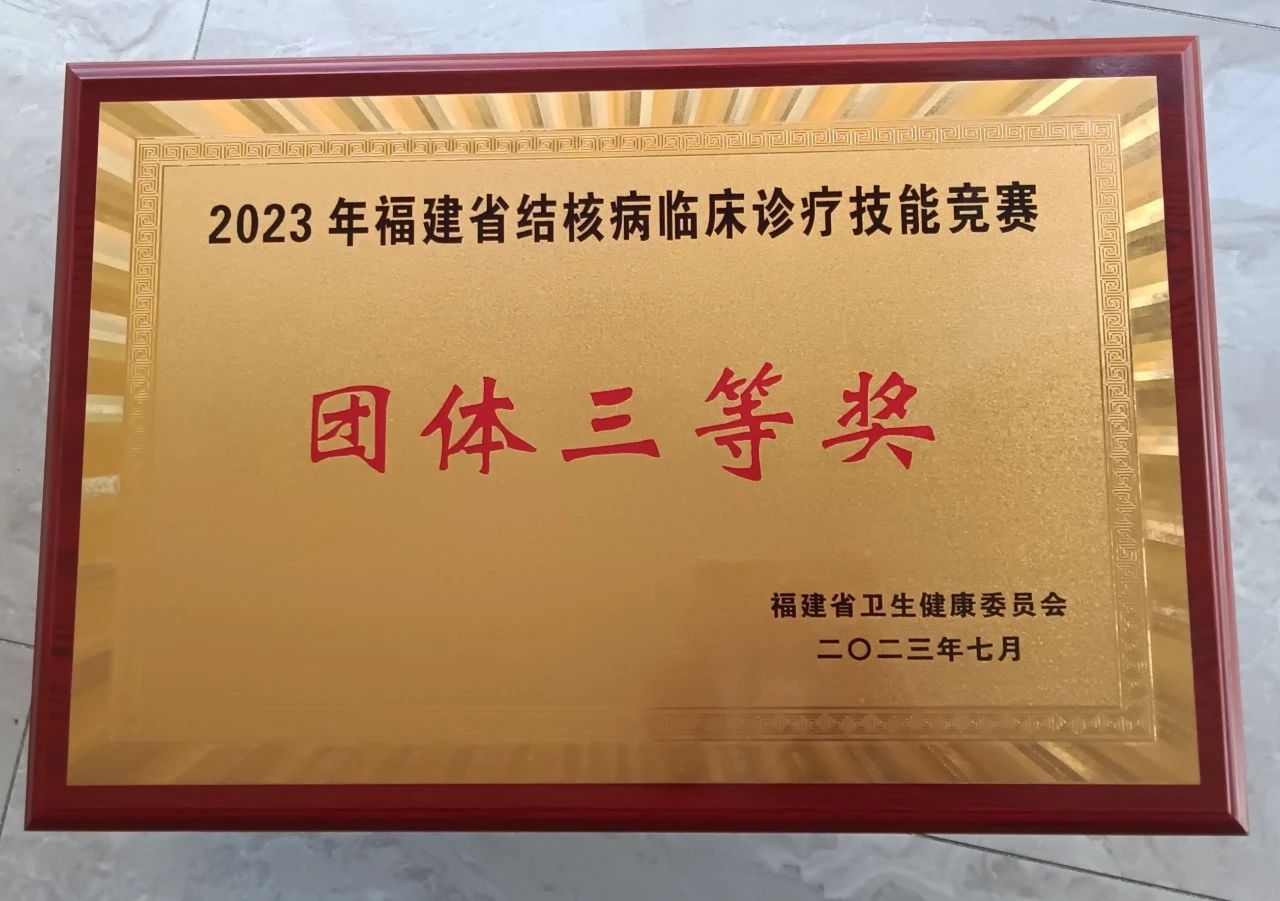 2023年福建省结核病临床诊疗技能竞赛
团体三等奖
福建省卫生健康委员会
二〇二三年七月